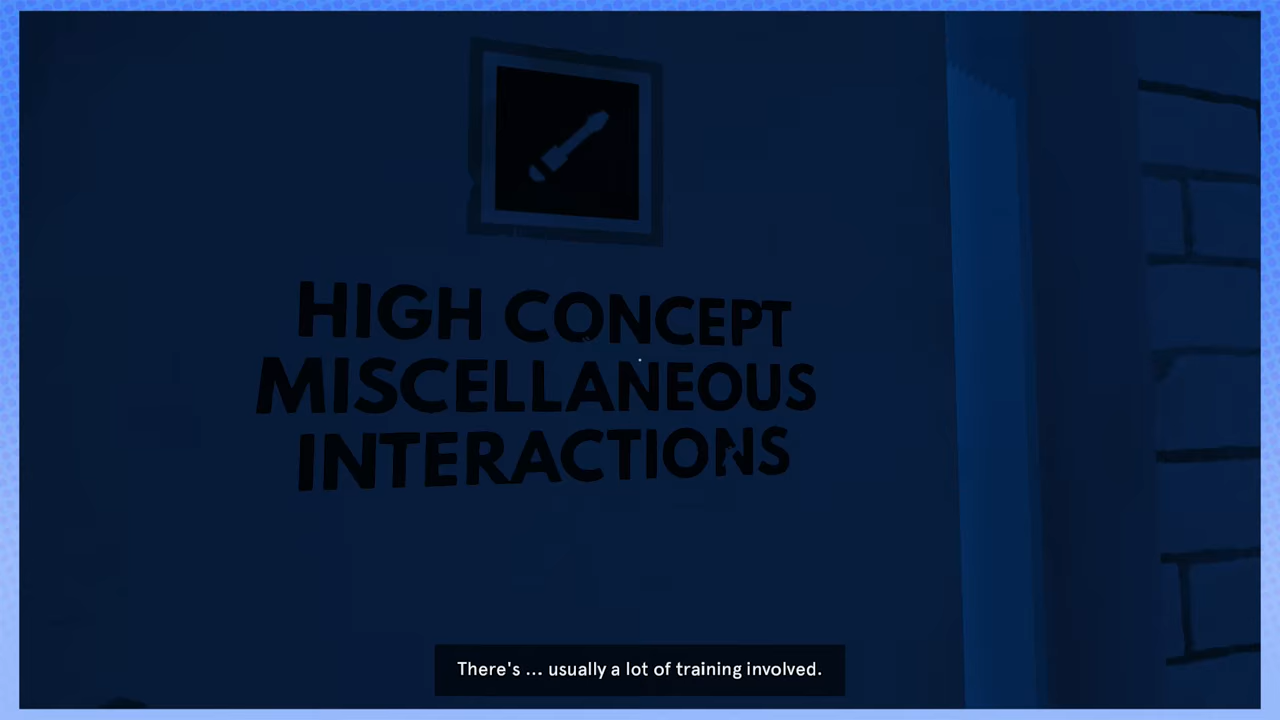 HIGH CONCEPT
MISCELLANEOUS
INTERACTIONS
There's ... usually a lot of training involved.